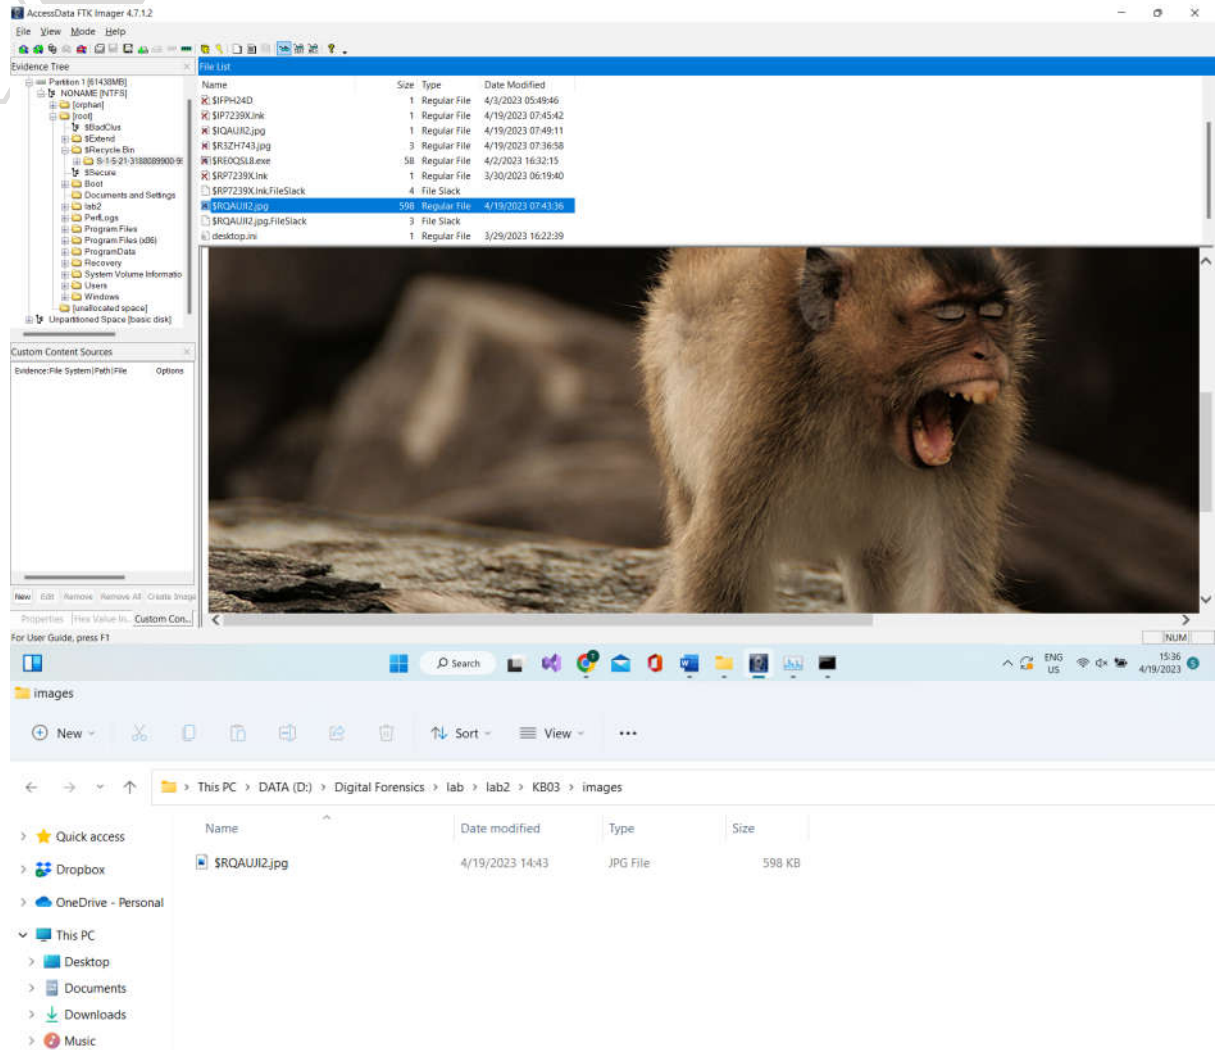 AccessData FTK Imager 4.7.1.2
File View Mode Help
Evidence Tree
Partition 1 [61438MB]
NONAME [NTFS]
[orphan]
[root]
$BadClus
$Extend
$Recycle.Bin
S-1-5-21-3188089900-9
$Secure
Boot
Documents and Settings
lab2
PerfLogs
Program Files
Program Files (x86)
ProgramData
Recovery
System Volume Informatio
Users
Windows
[unallocated space]
Unpartitioned Space [basic disk]
Custom Content Sources
Evidence:File System|Path|File Options
New Edit Remove Remove All Create Image
Properties Hex Value In... Custom Con...
For User Guide, press F1
File List
Name Size Type Date Modified
$IFPH24D 1 Regular File 4/3/2023 05:49:46
$IP7239X.lnk 1 Regular File 4/19/2023 07:45:42
$IQAUJI2.jpg 1 Regular File 4/19/2023 07:49:11
$R3ZH743.jpg 3 Regular File 4/19/2023 07:36:58
$RE0QSL8.exe 58 Regular File 4/2/2023 16:32:15
$RP7239X.lnk 1 Regular File 3/30/2023 06:19:40
$RP7239X.lnk.FileSlack 4 File Slack
$RQAUJI2.jpg 598 Regular File 4/19/2023 07:43:36
$RQAUJI2.jpg.FileSlack 3 File Slack
desktop.ini 1 Regular File 3/29/2023 16:22:39
NUM
Search
ENG
US
15:36
4/19/2023
images
New Sort View
This PC > DATA (D:) > Digital Forensics > lab > lab2 > KB03 > images
Quick access
Dropbox
OneDrive - Personal
This PC
Desktop
Documents
Downloads
Music
Name Date modified Type Size
$RQAUJI2.jpg 4/19/2023 14:43 JPG File 598 KB